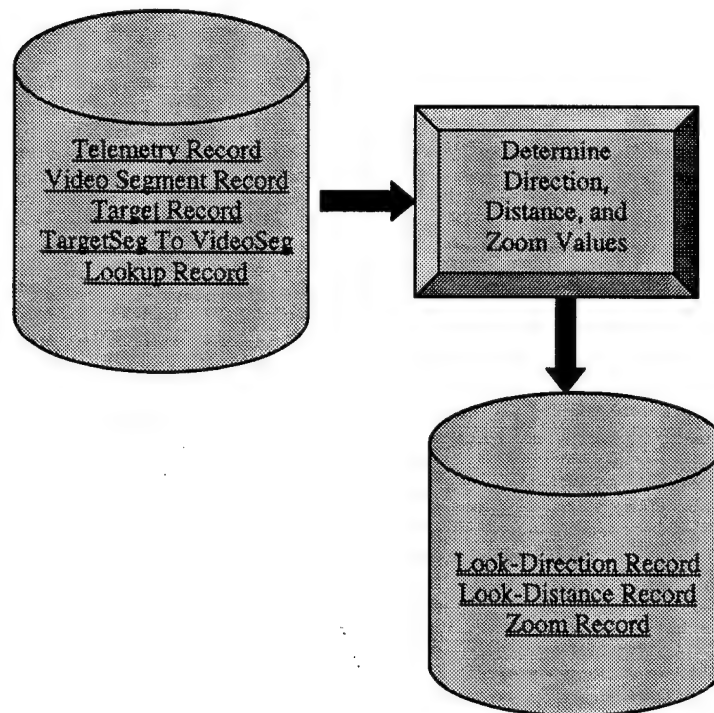 Telemetry Record
Video Segment Record
Target Record
TargetSeg To VideoSeg
Lookup Record
Determine
Direction,
Distance, and
Zoom Values
Look-Direction Record
Look-Distance Record
Zoom Record